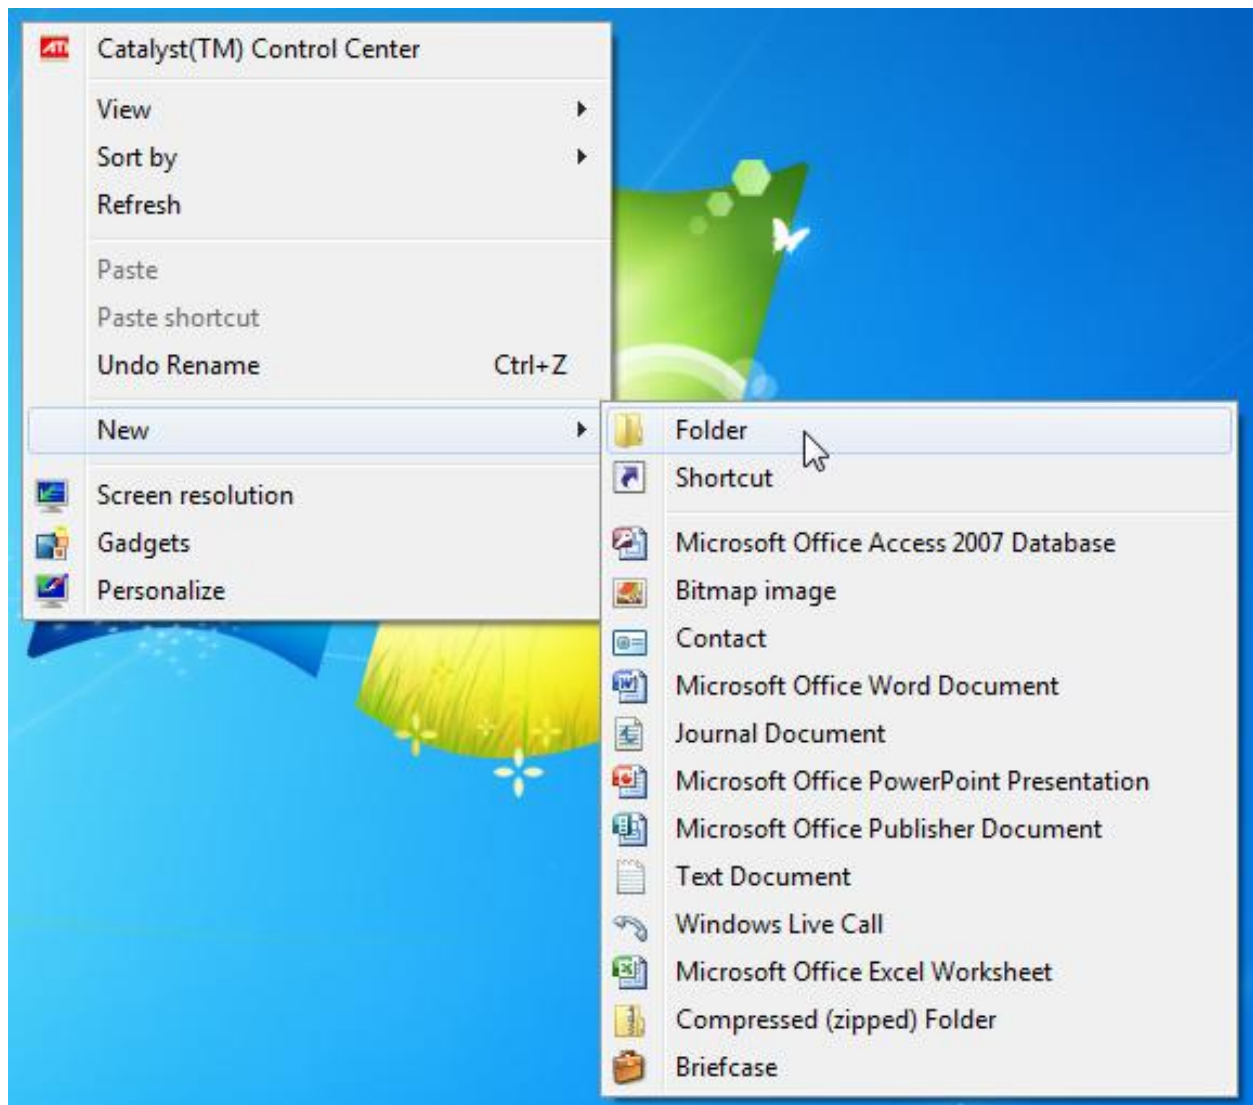 ATI
Catalyst(TM) Control Center
View
Sort by
Refresh
Paste
Paste shortcut
Undo Rename Ctrl+Z
New
Screen resolution
Gadgets
Personalize
Folder
Shortcut
Microsoft Office Access 2007 Database
Bitmap image
Contact
Microsoft Office Word Document
Journal Document
Microsoft Office PowerPoint Presentation
Microsoft Office Publisher Document
Text Document
Windows Live Call
Microsoft Office Excel Worksheet
Compressed (zipped) Folder
Briefcase